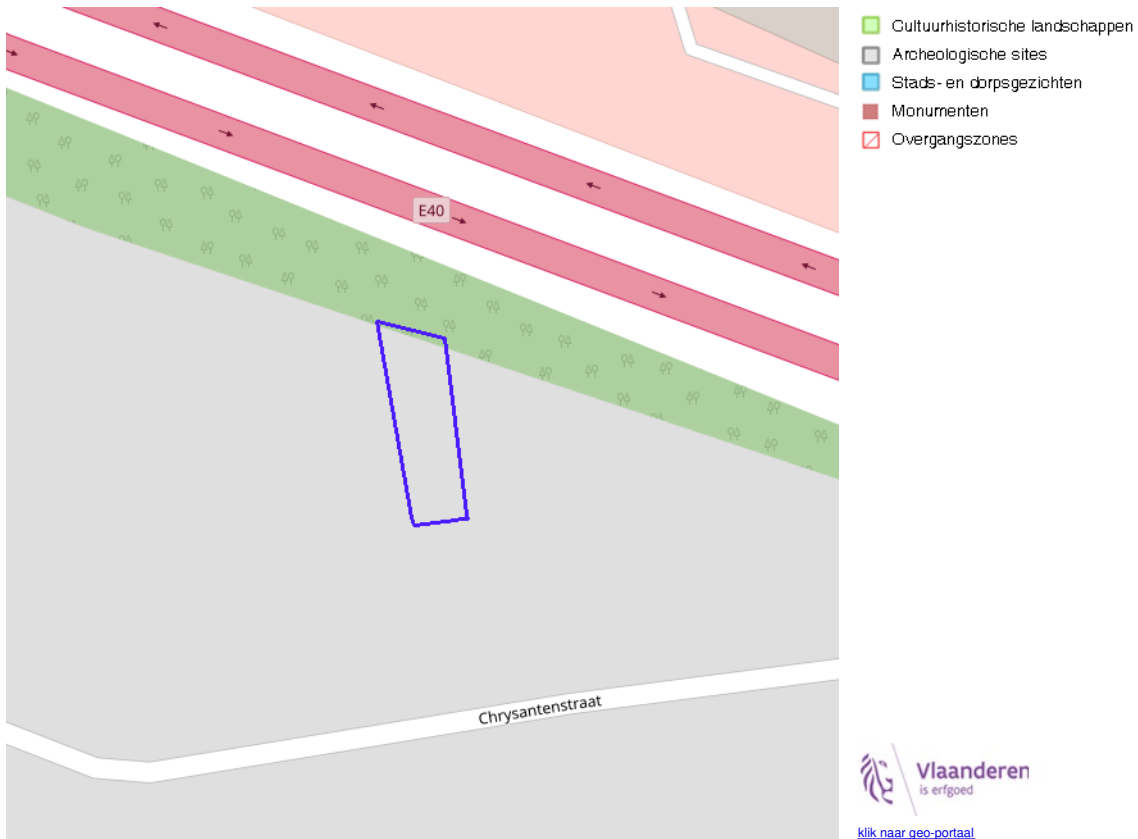 E40
Chrysantenstraat
Cultuurhistorische landschappen
Archeologische sites
Stads- en dorpsgezichten
Monumenten
Overgangszones
Vlaanderen
is erfgoed
klik naar geo-portaal